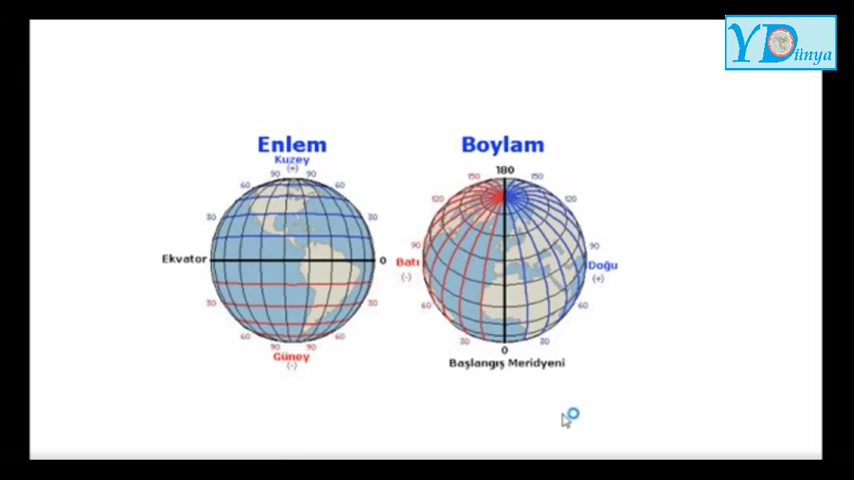 YDünya
Enlem
Kuzey
(+)
90 90
60 60
30 30
Ekvator 0
30 30
60 60
90 90
Güney
(-)
Boylam
180
150 150
120 120
90 90
Batı Doğu
(-) (+)
60 60
30 30
0
Başlangış Meridyeni